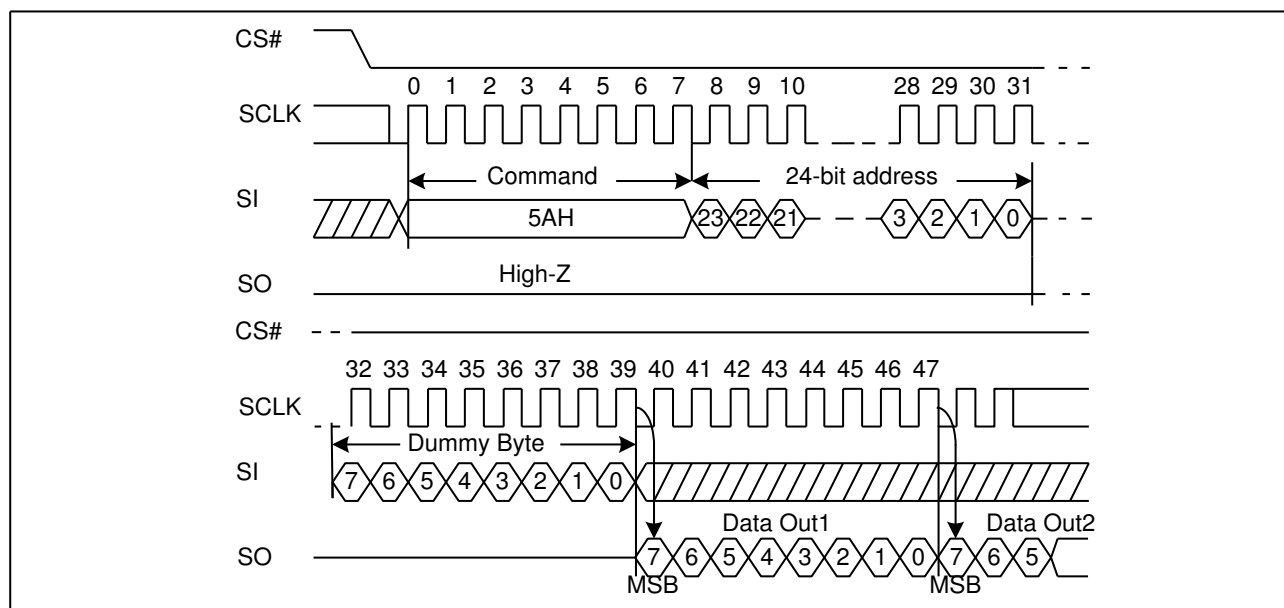 CS#
0 1 2 3 4 5 6 7 8 9 10 28 29 30 31
SCLK
Command 24-bit address
SI
5AH 23 22 21 3 2 1 0
High-Z
SO
CS#
32 33 34 35 36 37 38 39 40 41 42 43 44 45 46 47
SCLK
Dummy Byte
SI 7 6 5 4 3 2 1 0
Data Out1 Data Out2
SO 7 6 5 4 3 2 1 0 7 6 5
MSB MSB